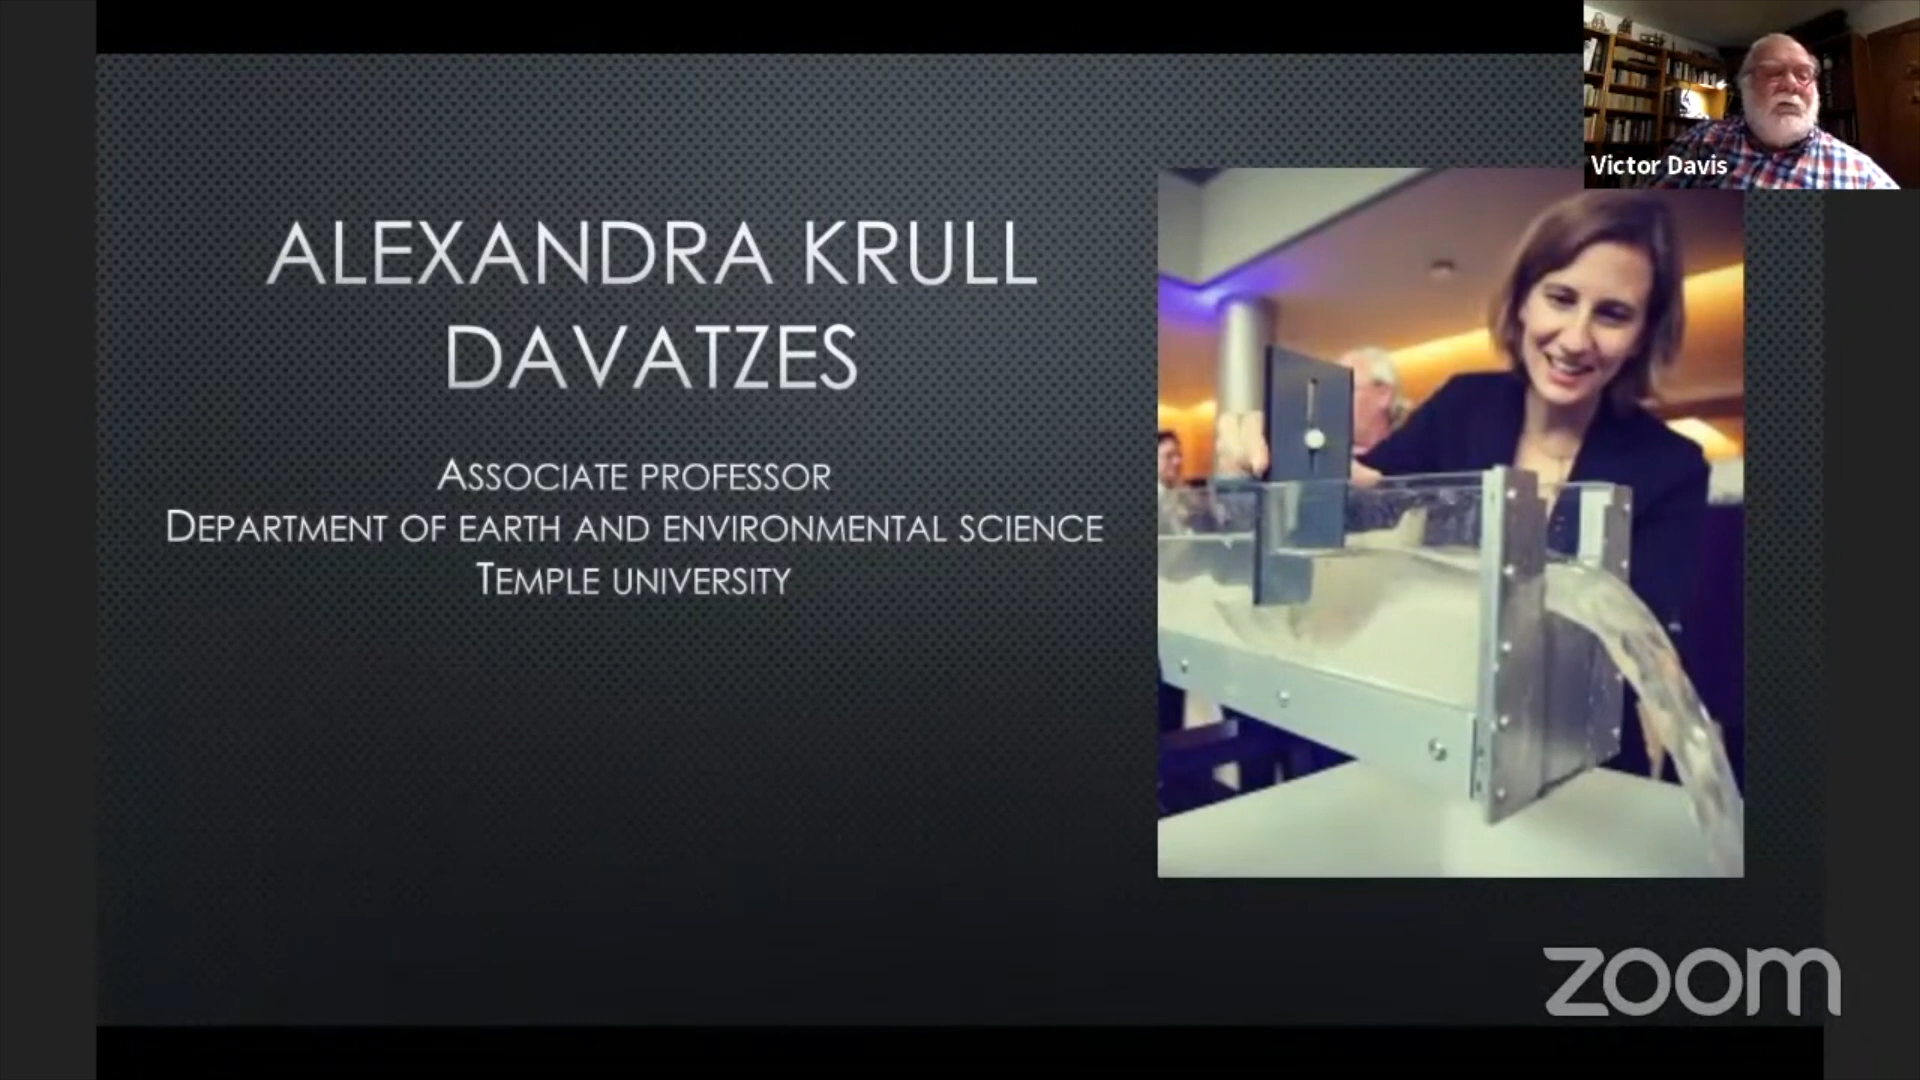 Victor Davis
ALEXANDRA KRULL
DAVATZES
ASSOCIATE PROFESSOR
DEPARTMENT OF EARTH AND ENVIRONMENTAL SCIENCE
TEMPLE UNIVERSITY
zoom